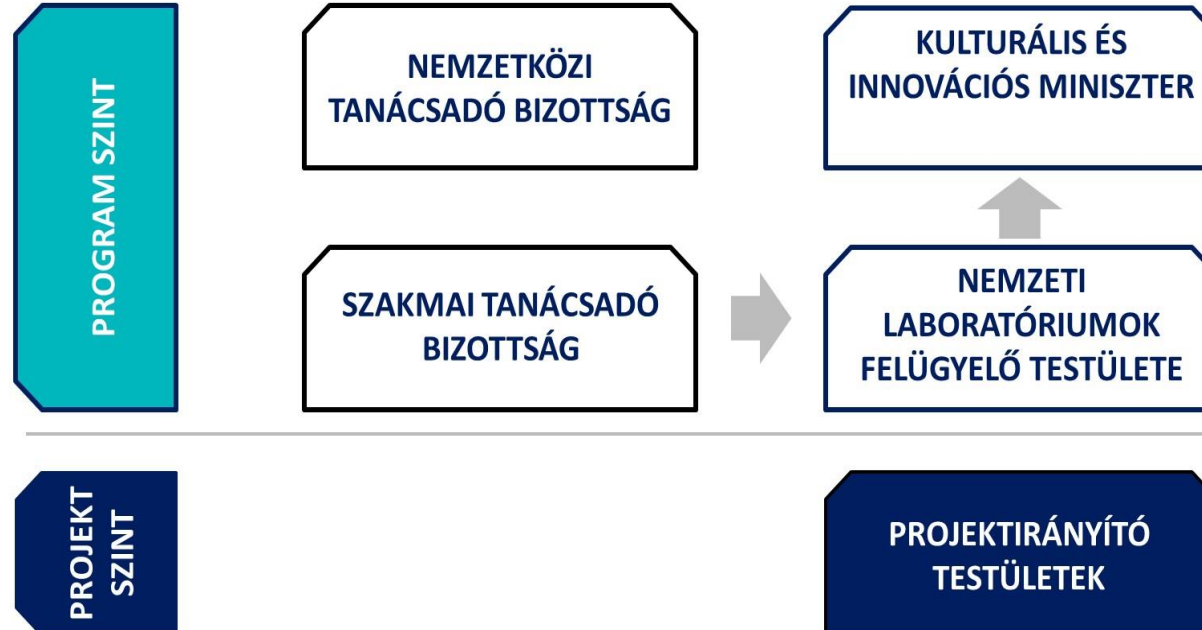 PROGRAM SZINT
NEMZETKÖZI
TANÁCSADÓ BIZOTTSÁG
KULTURÁLIS ÉS
INNOVÁCIÓS MINISZTER
SZAKMAI TANÁCSADÓ
BIZOTTSÁG
NEMZETI
LABORATÓRIUMOK
FELÜGYELŐ TESTÜLETE
PROJEKT
SZINT
PROJEKTIRÁNYÍTÓ
TESTÜLETEK